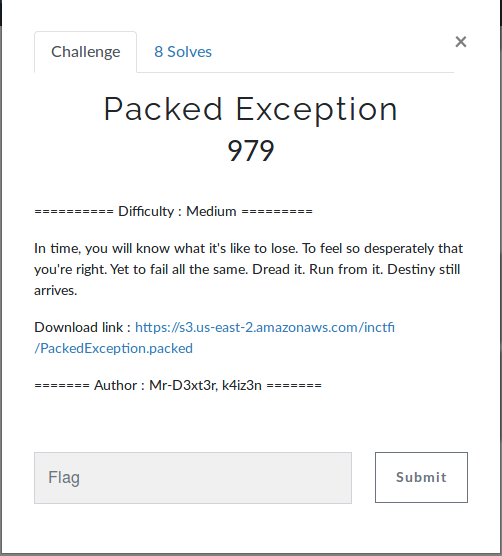 Challenge
8 Solves
×
Packed Exception
979
========== Difficulty : Medium =========
In time, you will know what it's like to lose. To feel so desperately that
you're right. Yet to fail all the same. Dread it. Run from it. Destiny still
arrives.
Download link : https://s3.us-east-2.amazonaws.com/inctfi
/PackedException.packed
======= Author : Mr-D3xt3r, k4iz3n =======
Flag
Submit